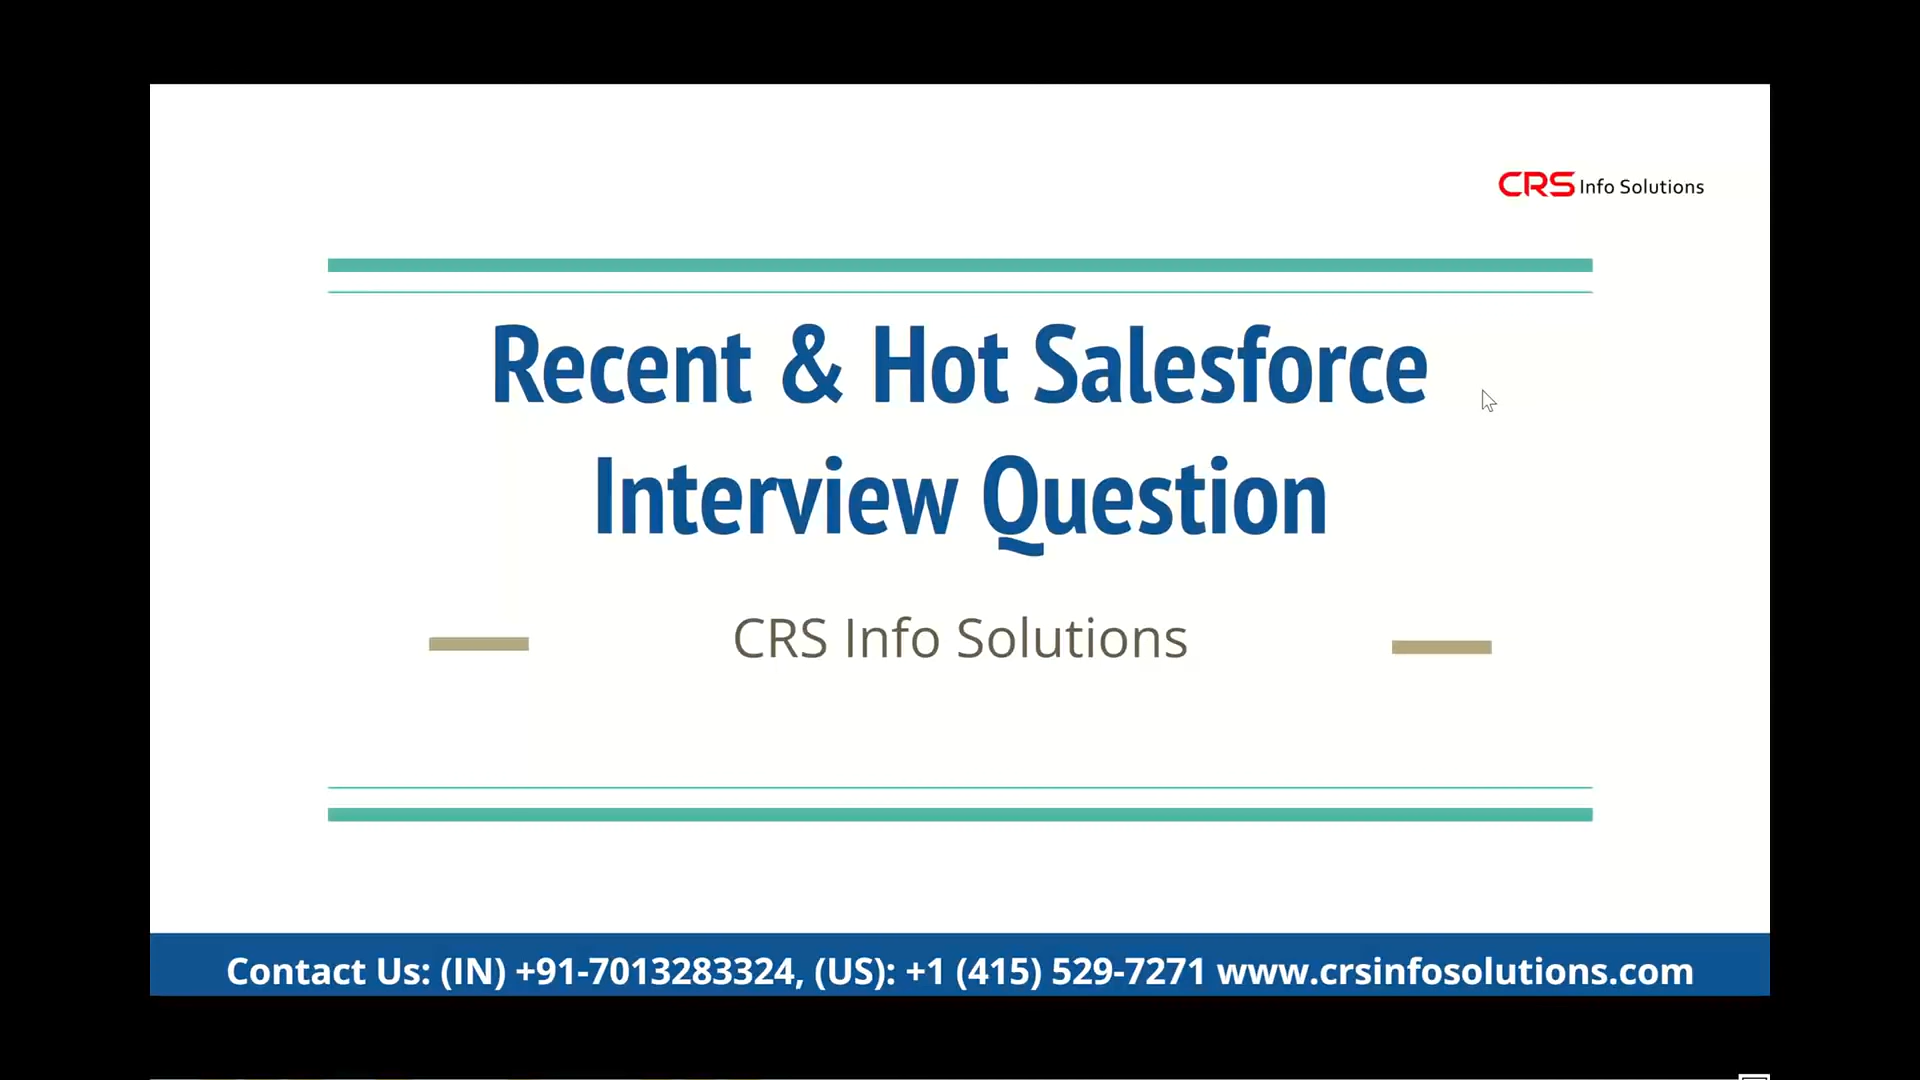 CRS Info Solutions
Recent & Hot Salesforce
Interview Question
CRS Info Solutions
Contact Us: (IN) +91-7013283324, (US): +1 (415) 529-7271 www.crsinfosolutions.com